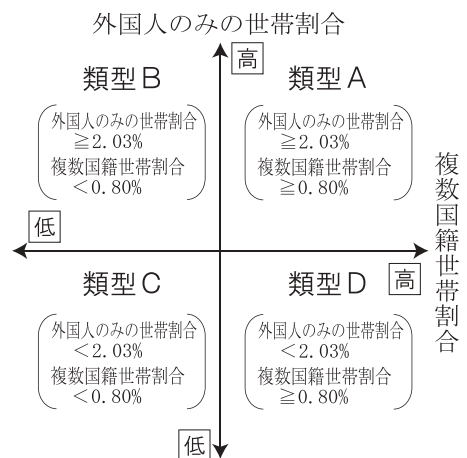 外国人のみの世帯割合
高
類型B
外国人のみの世帯割合
≧2.03%
複数国籍世帯割合
＜0.80%
類型A
外国人のみの世帯割合
≧2.03%
複数国籍世帯割合
≧0.80%
複数国籍世帯割合
低
高
類型C
外国人のみの世帯割合
＜2.03%
複数国籍世帯割合
＜0.80%
類型D
外国人のみの世帯割合
＜2.03%
複数国籍世帯割合
≧0.80%
低